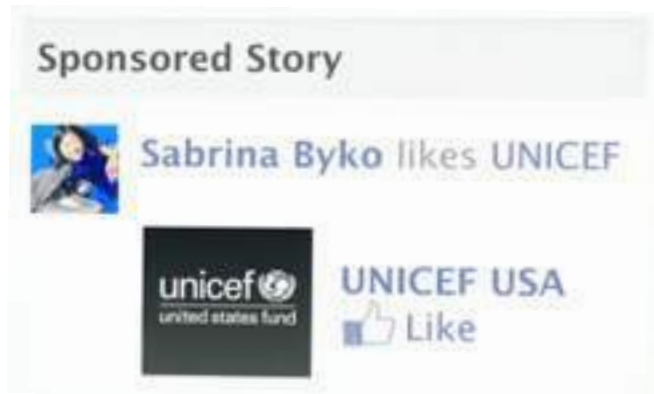 Sponsored Story
Sabrina Byko likes UNICEF
unicef
united states fund
UNICEF USA
Like